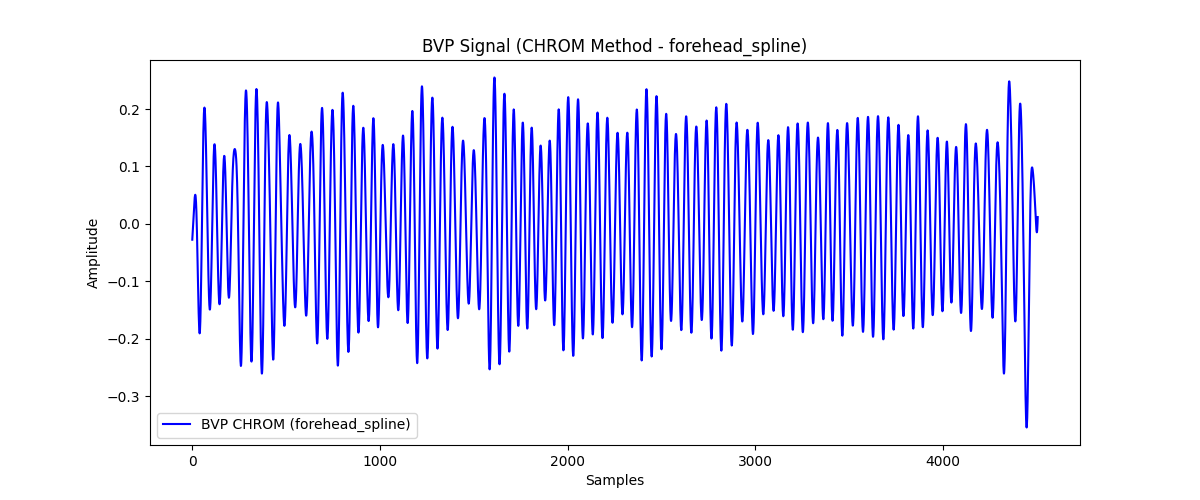 BVP Signal (CHROM Method - forehead_spline)
Amplitude
0.2
0.1
0.0
−0.1
−0.2
−0.3
BVP CHROM (forehead_spline)
0 1000 2000 3000 4000
Samples